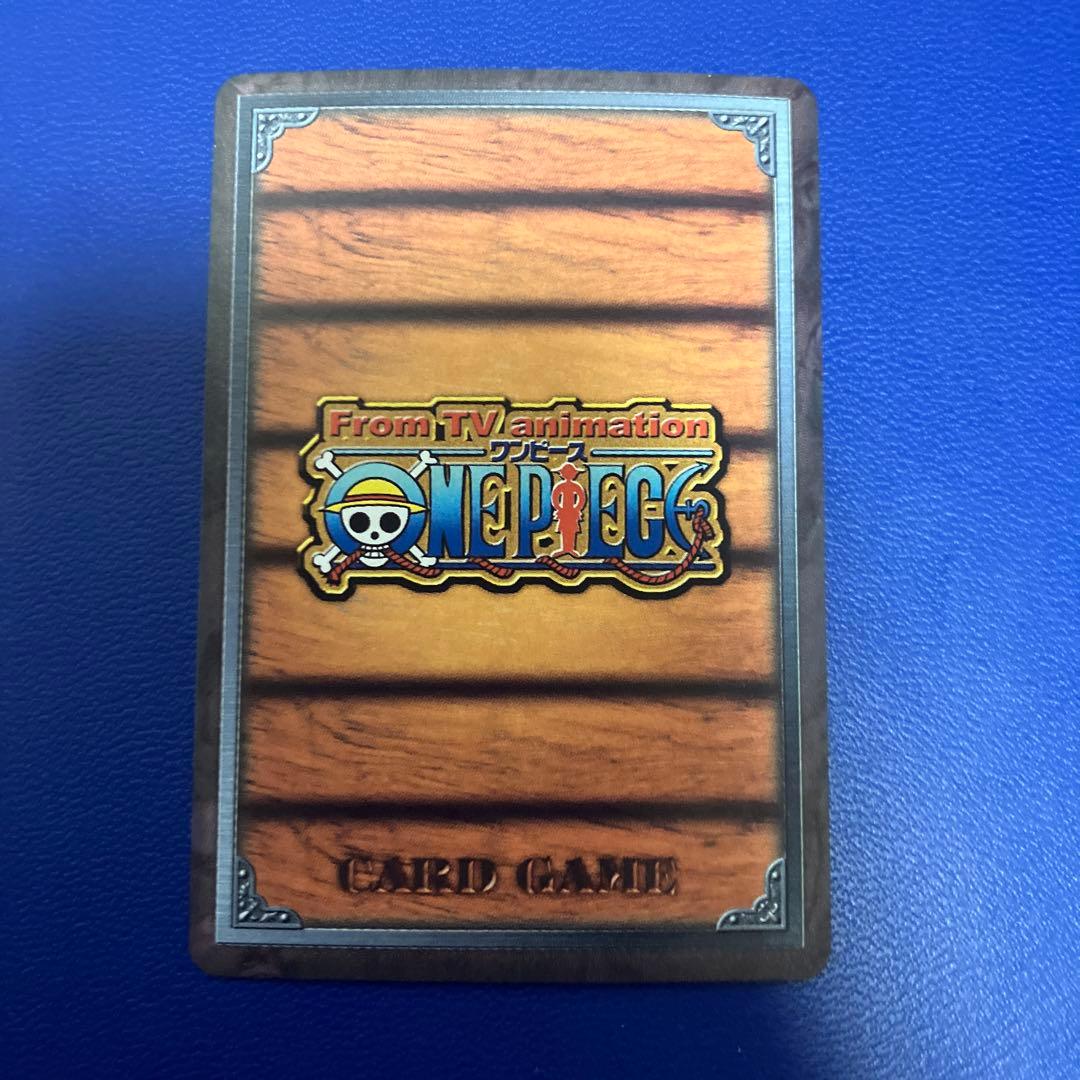 From TV animation
ワンピース
ONE PIECE
CARD GAME